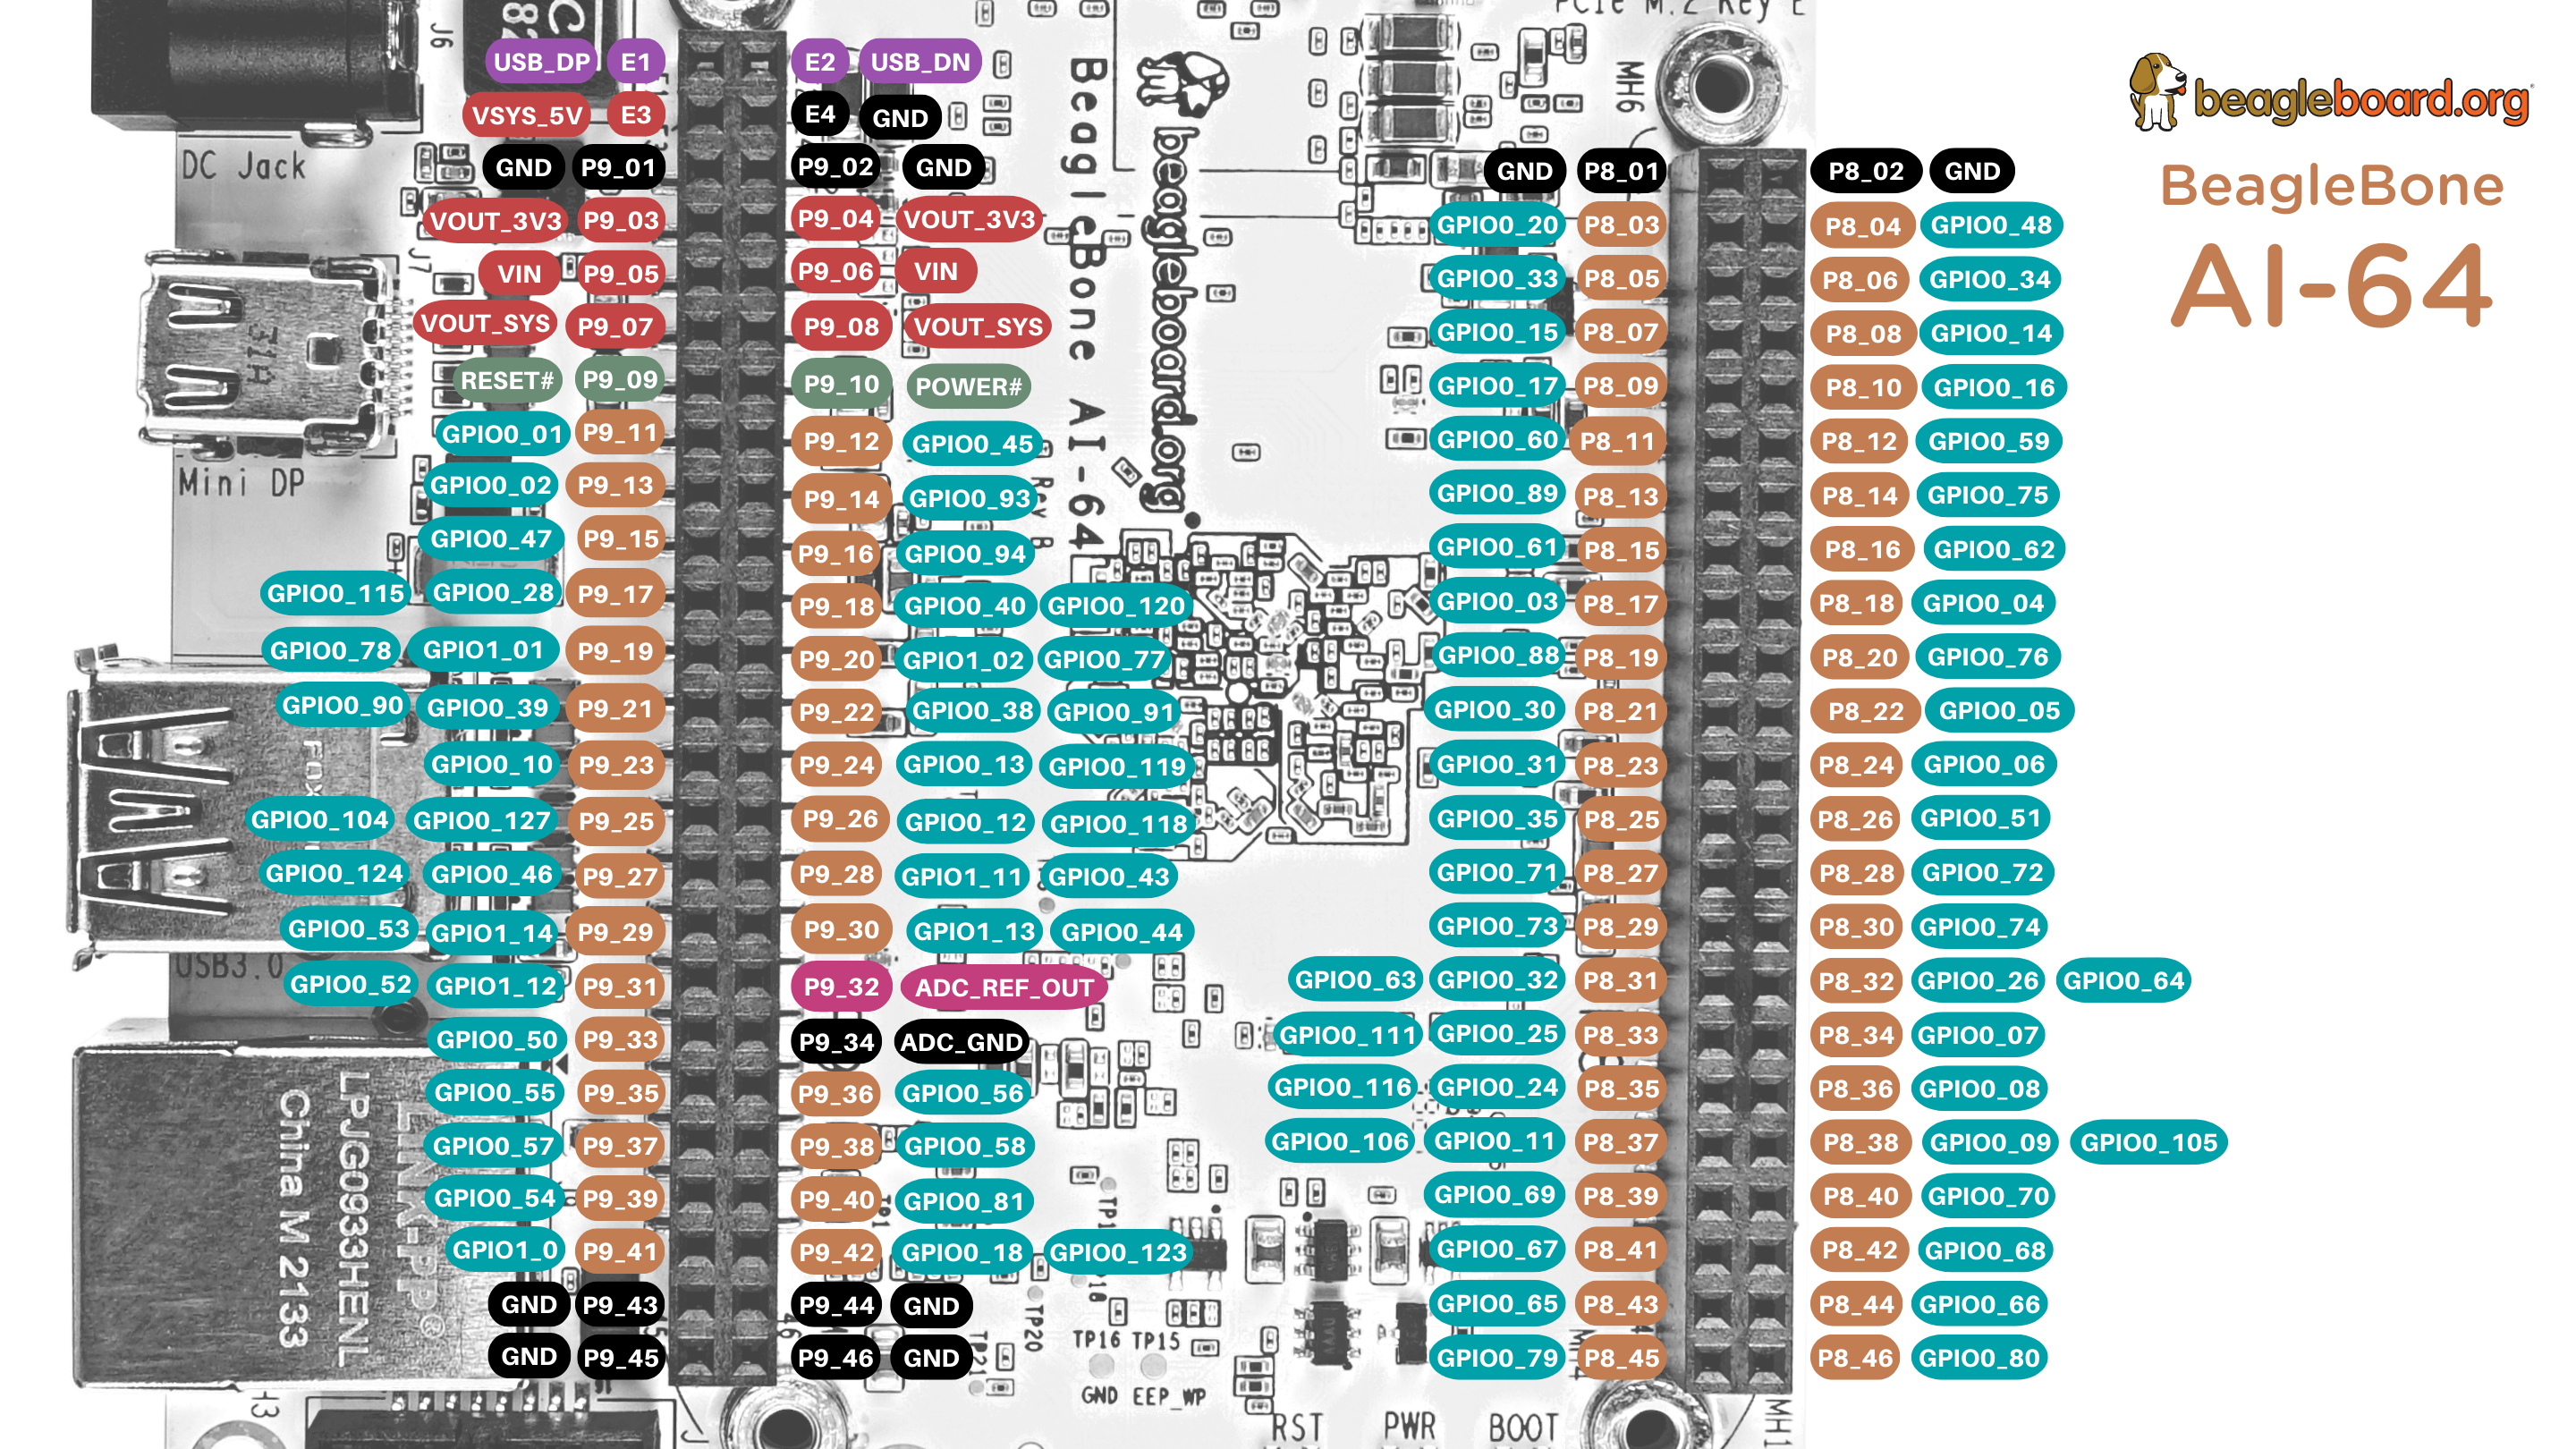 PCIe M.2 Key E
J6
MH6
beagleboard.org
BeagleBone
AI-64
USB_DP E1 E2 USB_DN
VSYS_5V E3 E4 GND
DC Jack
GND P9_01 P9_02 GND GND P8_01 P8_02 GND
VOUT_3V3 P9_03 P9_04 VOUT_3V3 GPIO0_20 P8_03 P8_04 GPIO0_48
J7
VIN P9_05 P9_06 VIN GPIO0_33 P8_05 P8_06 GPIO0_34
VOUT_SYS P9_07 P9_08 VOUT_SYS GPIO0_15 P8_07 P8_08 GPIO0_14
RESET# P9_09 P9_10 POWER# GPIO0_17 P8_09 P8_10 GPIO0_16
GPIO0_01 P9_11 P9_12 GPIO0_45 GPIO0_60 P8_11 P8_12 GPIO0_59
Mini DP
GPIO0_02 P9_13 P9_14 GPIO0_93 GPIO0_89 P8_13 P8_14 GPIO0_75
GPIO0_47 P9_15 P9_16 GPIO0_94 GPIO0_61 P8_15 P8_16 GPIO0_62
GPIO0_115 GPIO0_28 P9_17 P9_18 GPIO0_40 GPIO0_120 GPIO0_03 P8_17 P8_18 GPIO0_04
GPIO0_78 GPIO1_01 P9_19 P9_20 GPIO1_02 GPIO0_77 GPIO0_88 P8_19 P8_20 GPIO0_76
GPIO0_90 GPIO0_39 P9_21 P9_22 GPIO0_38 GPIO0_91 GPIO0_30 P8_21 P8_22 GPIO0_05
GPIO0_10 P9_23 P9_24 GPIO0_13 GPIO0_119 GPIO0_31 P8_23 P8_24 GPIO0_06
GPIO0_104 GPIO0_127 P9_25 P9_26 GPIO0_12 GPIO0_118 GPIO0_35 P8_25 P8_26 GPIO0_51
GPIO0_124 GPIO0_46 P9_27 P9_28 GPIO1_11 GPIO0_43 GPIO0_71 P8_27 P8_28 GPIO0_72
GPIO0_53 GPIO1_14 P9_29 P9_30 GPIO1_13 GPIO0_44 GPIO0_73 P8_29 P8_30 GPIO0_74
USB3.0
GPIO0_52 GPIO1_12 P9_31 P9_32 ADC_REF_OUT GPIO0_63 GPIO0_32 P8_31 P8_32 GPIO0_26 GPIO0_64
GPIO0_50 P9_33 P9_34 ADC_GND GPIO0_111 GPIO0_25 P8_33 P8_34 GPIO0_07
GPIO0_55 P9_35 P9_36 GPIO0_56 GPIO0_116 GPIO0_24 P8_35 P8_36 GPIO0_08
GPIO0_57 P9_37 P9_38 GPIO0_58 GPIO0_106 GPIO0_11 P8_37 P8_38 GPIO0_09 GPIO0_105
GPIO0_54 P9_39 P9_40 GPIO0_81 GPIO0_69 P8_39 P8_40 GPIO0_70
GPIO1_0 P9_41 P9_42 GPIO0_18 GPIO0_123 GPIO0_67 P8_41 P8_42 GPIO0_68
GND P9_43 P9_44 GND GPIO0_65 P8_43 P8_44 GPIO0_66
GND P9_45 P9_46 GND GPIO0_79 P8_45 P8_46 GPIO0_80
BeagleBone AI-64
beagleboard.org
Rev B
LINK-PP®
LPJG0933HENL
China M 2133
TP20
TP21
TP16 TP15
GND EEP_WP
RST PWR BOOT
MH1